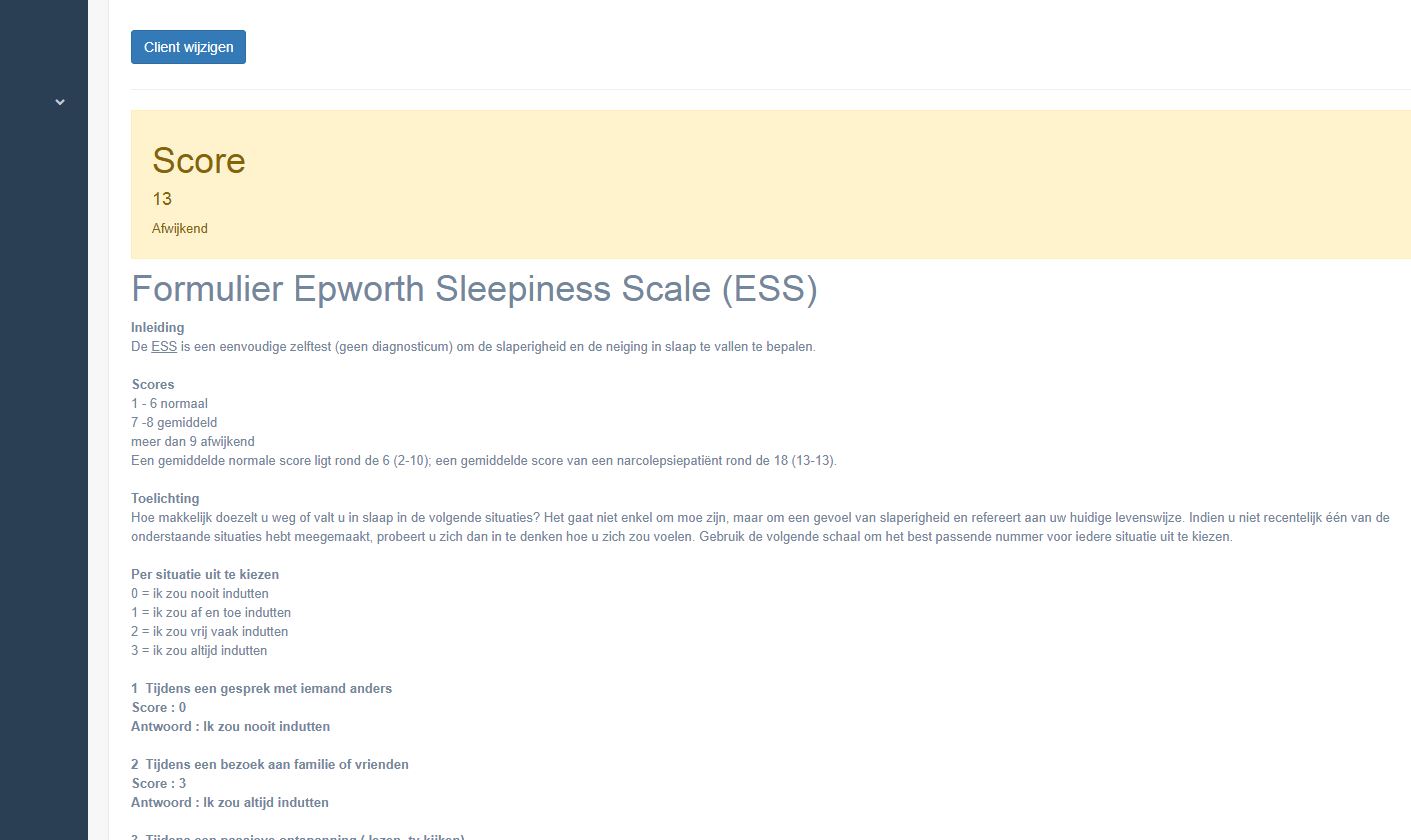 Client wijzigen
Score
13
Afwijkend
Formulier Epworth Sleepiness Scale (ESS)
Inleiding
De ESS is een eenvoudige zelftest (geen diagnosticum) om de slaperigheid en de neiging in slaap te vallen te bepalen.
Scores
1 - 6 normaal
7 -8 gemiddeld
meer dan 9 afwijkend
Een gemiddelde normale score ligt rond de 6 (2-10); een gemiddelde score van een narcolepsiepatiënt rond de 18 (13-13).
Toelichting
Hoe makkelijk doezelt u weg of valt u in slaap in de volgende situaties? Het gaat niet enkel om moe zijn, maar om een gevoel van slaperigheid en refereert aan uw huidige levenswijze. Indien u niet recentelijk één van de
onderstaande situaties hebt meegemaakt, probeert u zich dan in te denken hoe u zich zou voelen. Gebruik de volgende schaal om het best passende nummer voor iedere situatie uit te kiezen.
Per situatie uit te kiezen
0 = ik zou nooit indutten
1 = ik zou af en toe indutten
2 = ik zou vrij vaak indutten
3 = ik zou altijd indutten
1 Tijdens een gesprek met iemand anders
Score : 0
Antwoord : Ik zou nooit indutten
2 Tijdens een bezoek aan familie of vrienden
Score : 3
Antwoord : Ik zou altijd indutten
3 Tijdens een passieve ontspanning ( lezen, tv kijken)